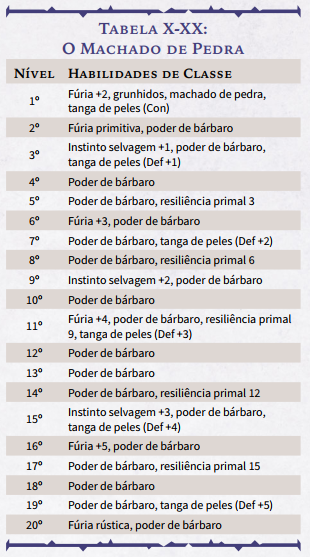 Tabela X-XX:
O Machado de Pedra
Nível Habilidades de Classe
1º Fúria +2, grunhidos, machado de pedra,
tanga de peles (Con)
2º Fúria primitiva, poder de bárbaro
3º Instinto selvagem +1, poder de bárbaro,
tanga de peles (Def +1)
4º Poder de bárbaro
5º Poder de bárbaro, resiliência primal 3
6º Fúria +3, poder de bárbaro
7º Poder de bárbaro, tanga de peles (Def +2)
8º Poder de bárbaro, resiliência primal 6
9º Instinto selvagem +2, poder de bárbaro
10º Poder de bárbaro
11º Fúria +4, poder de bárbaro, resiliência primal
9, tanga de peles (Def +3)
12º Poder de bárbaro
13º Poder de bárbaro
14º Poder de bárbaro, resiliência primal 12
15º Instinto selvagem +3, poder de bárbaro,
tanga de peles (Def +4)
16º Fúria +5, poder de bárbaro
17º Poder de bárbaro, resiliência primal 15
18º Poder de bárbaro
19º Poder de bárbaro, tanga de peles (Def +5)
20º Fúria rústica, poder de bárbaro